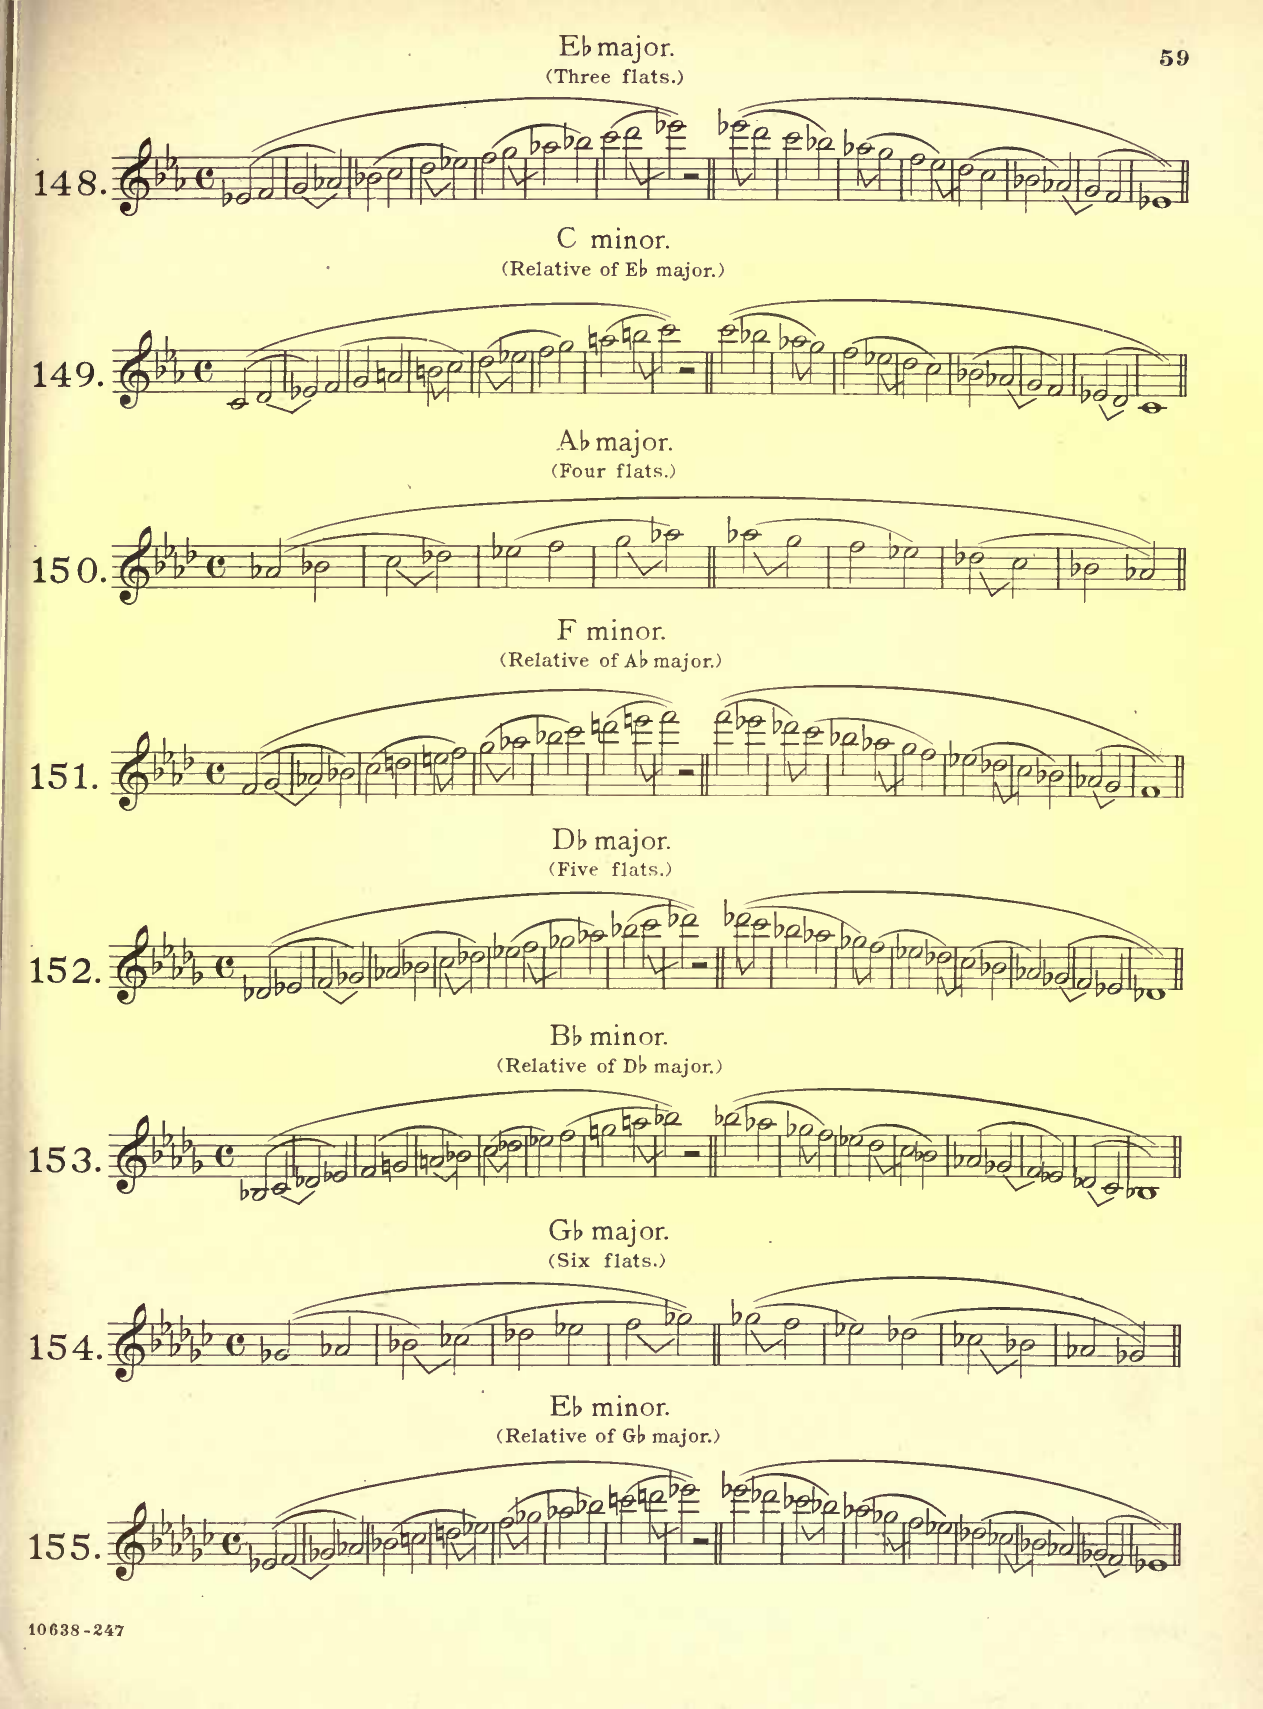 E♭ major.
59
(Three flats.)
148.
C minor.
(Relative of E♭ major.)
149.
A♭ major.
(Four flats.)
150.
F minor.
(Relative of A♭ major.)
151.
D♭ major.
(Five flats.)
152.
B♭ minor.
(Relative of D♭ major.)
153.
G♭ major.
(Six flats.)
154.
E♭ minor.
(Relative of G♭ major.)
155.
10638-247